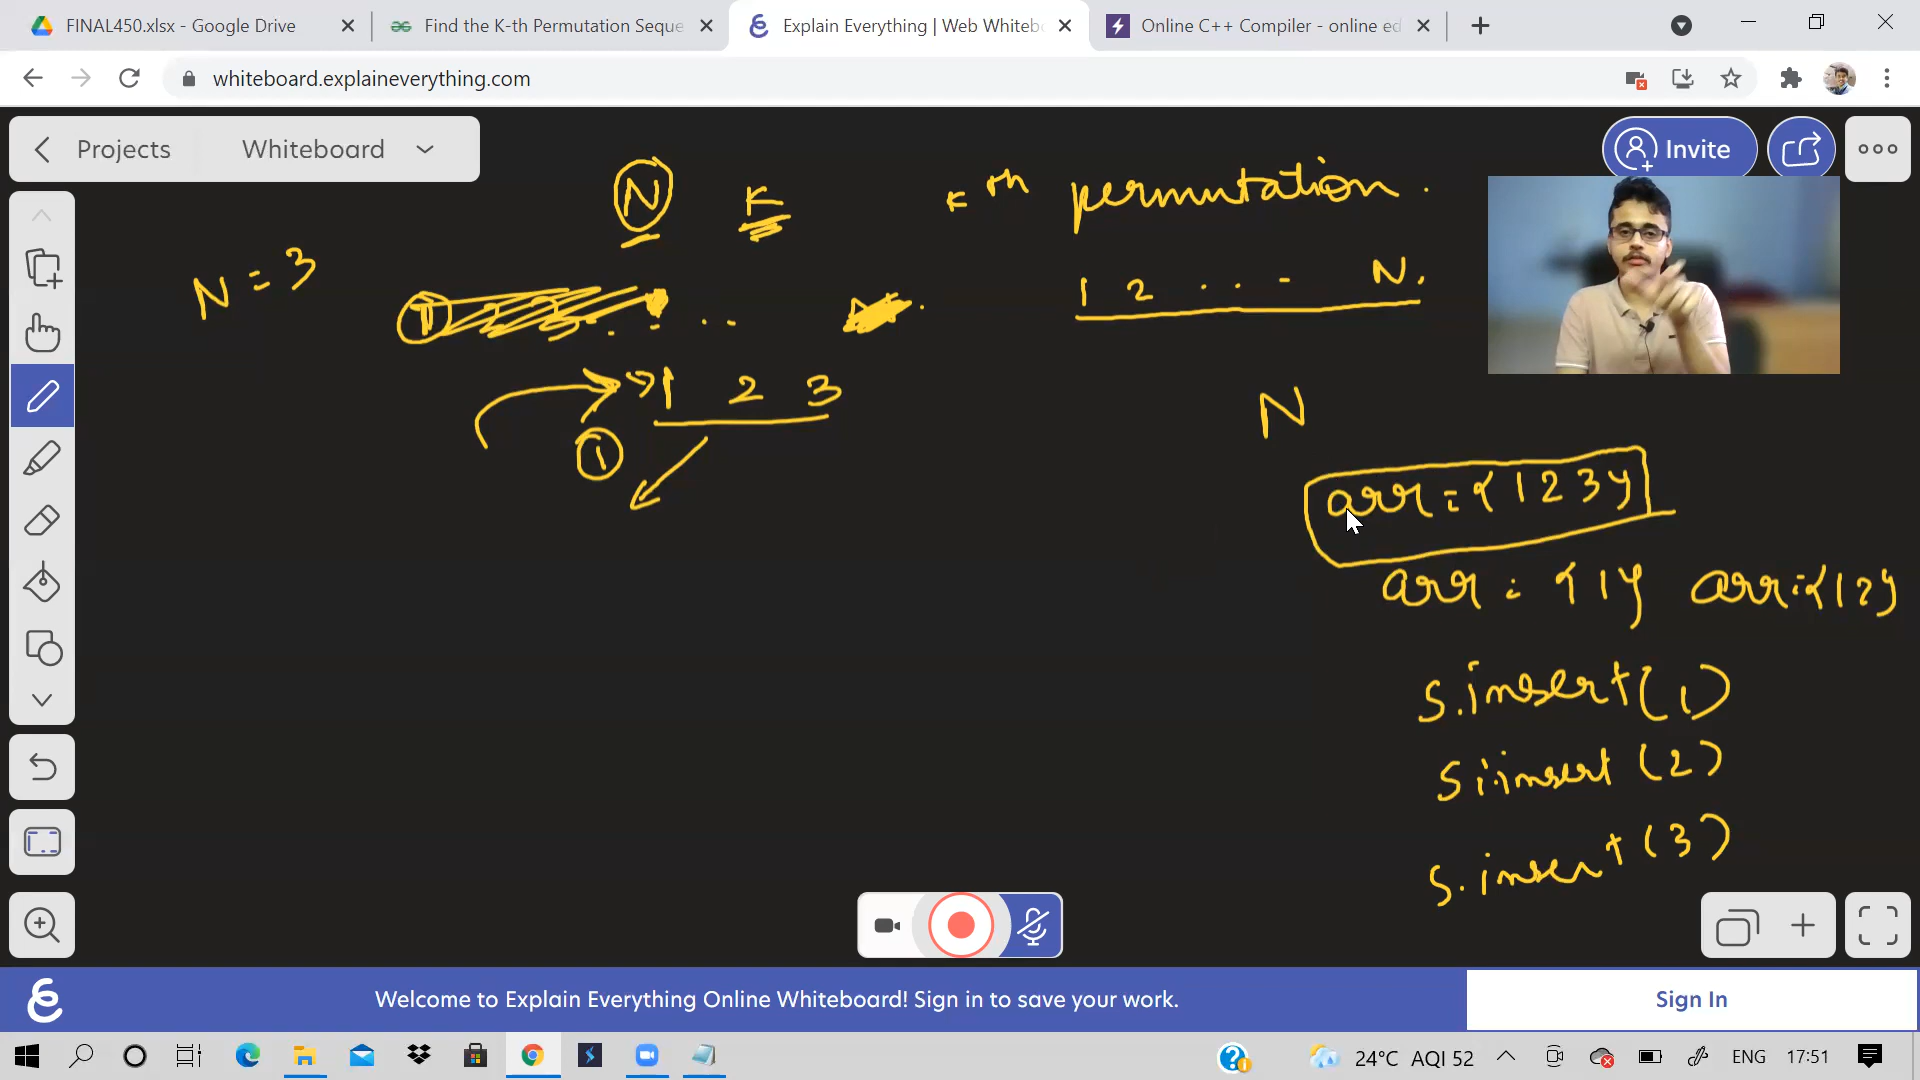 FINAL450.xlsx - Google Drive
Find the K-th Permutation Seque
Explain Everything | Web Whitebo
Online C++ Compiler - online ed
whiteboard.explaineverything.com
Projects
Whiteboard
Invite
N K Kth permutation.
N = 3
1 2 . . . - N.
1 2 3
1
N
arr = { 1 2 3 }
arr = { 1 } arr = { 1 2 }
s.insert(1)
s.insert(2)
s.insert(3)
Welcome to Explain Everything Online Whiteboard! Sign in to save your work.
Sign In
24°C AQI 52
ENG
17:51